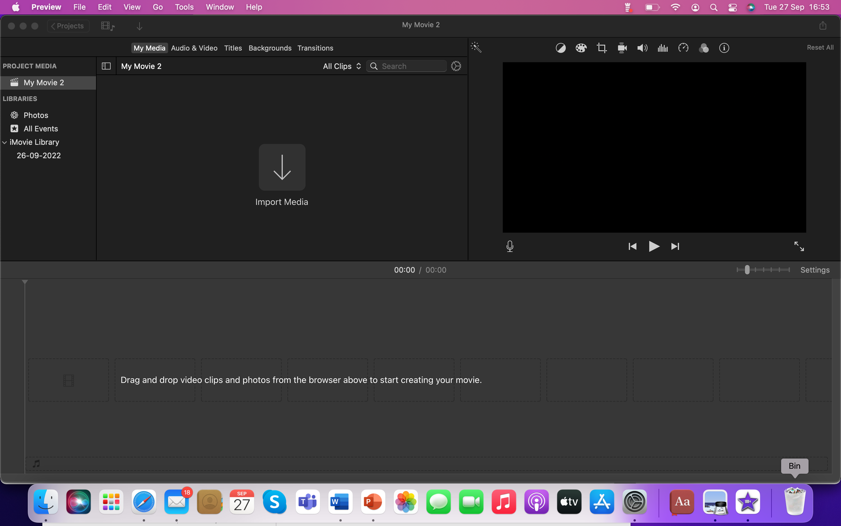 Preview File Edit View Go Tools Window Help Tue 27 Sep 16:53
Projects My Movie 2
My Media Audio & Video Titles Backgrounds Transitions Reset All
PROJECT MEDIA My Movie 2 All Clips Search
My Movie 2
LIBRARIES
Photos
All Events
iMovie Library
26-09-2022
Import Media
00:00 / 00:00 Settings
Drag and drop video clips and photos from the browser above to start creating your movie.
Bin
18
SEP
27
S
W
P
tv
Aa